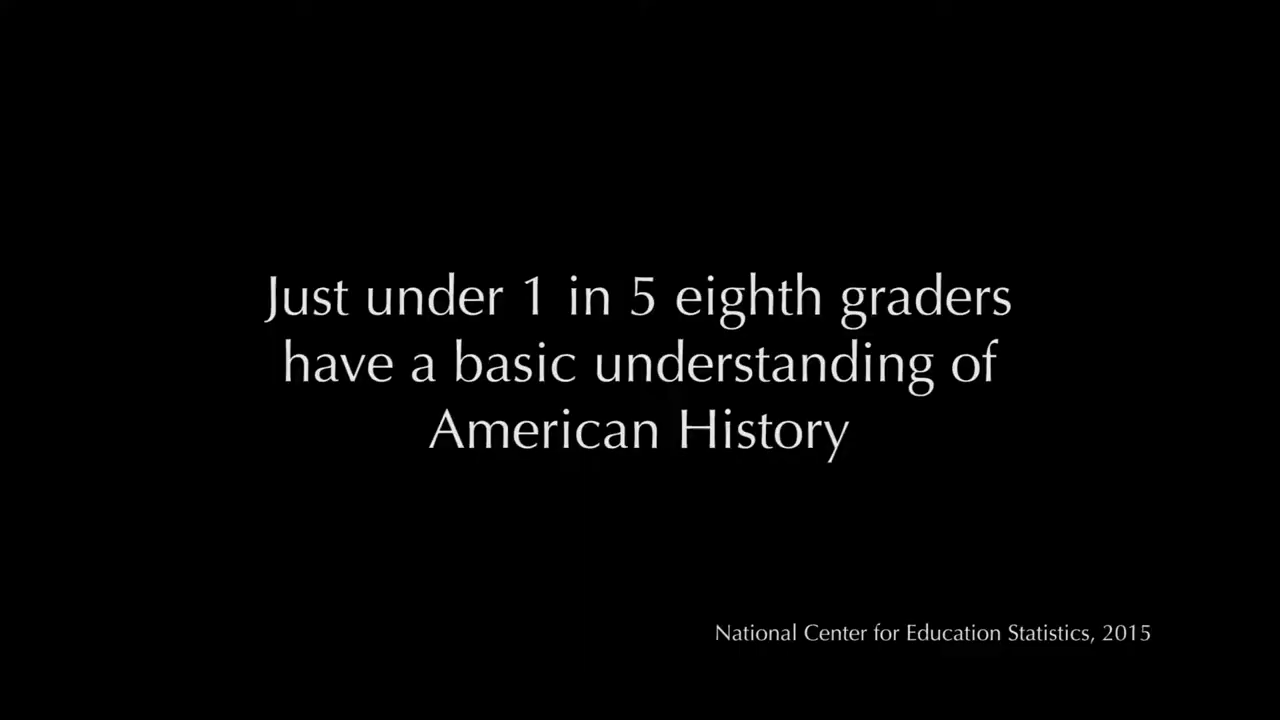 Just under 1 in 5 eighth graders
have a basic understanding of
American History
National Center for Education Statistics, 2015